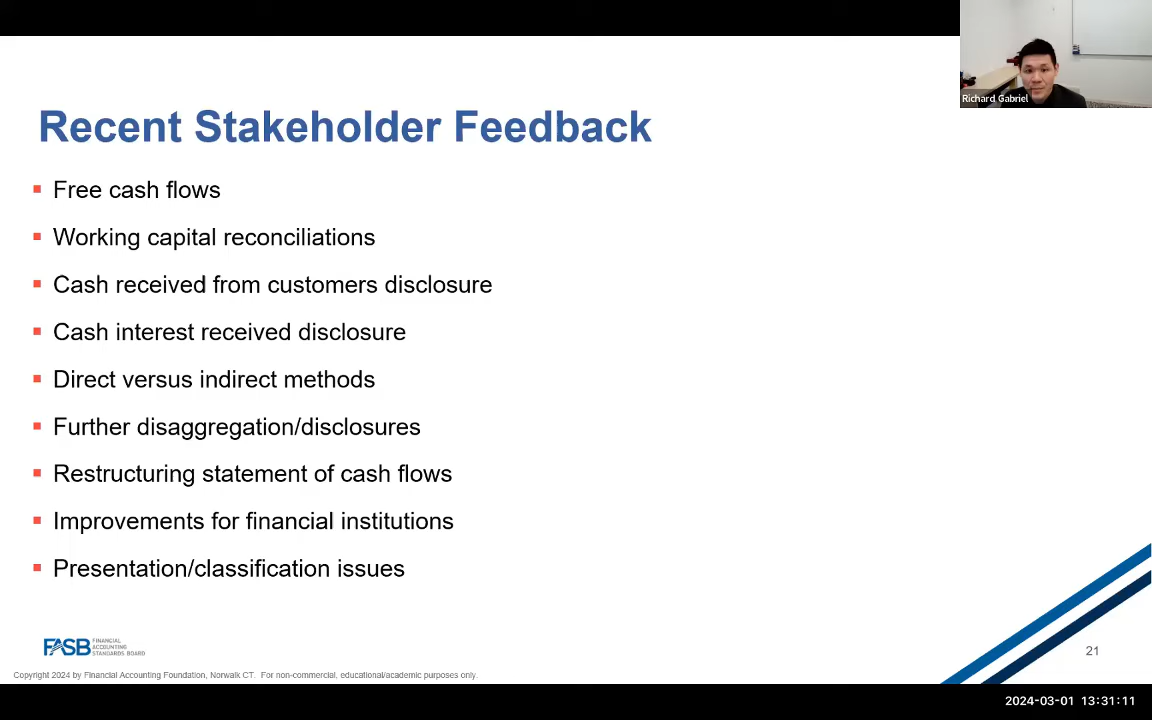 Richard Gabriel
Recent Stakeholder Feedback
▪ Free cash flows
▪ Working capital reconciliations
▪ Cash received from customers disclosure
▪ Cash interest received disclosure
▪ Direct versus indirect methods
▪ Further disaggregation/disclosures
▪ Restructuring statement of cash flows
▪ Improvements for financial institutions
▪ Presentation/classification issues
FASB FINANCIAL
ACCOUNTING
STANDARDS BOARD
21
Copyright 2024 by Financial Accounting Foundation, Norwalk CT. For non-commercial, educational/academic purposes only.
2024-03-01 13:31:11